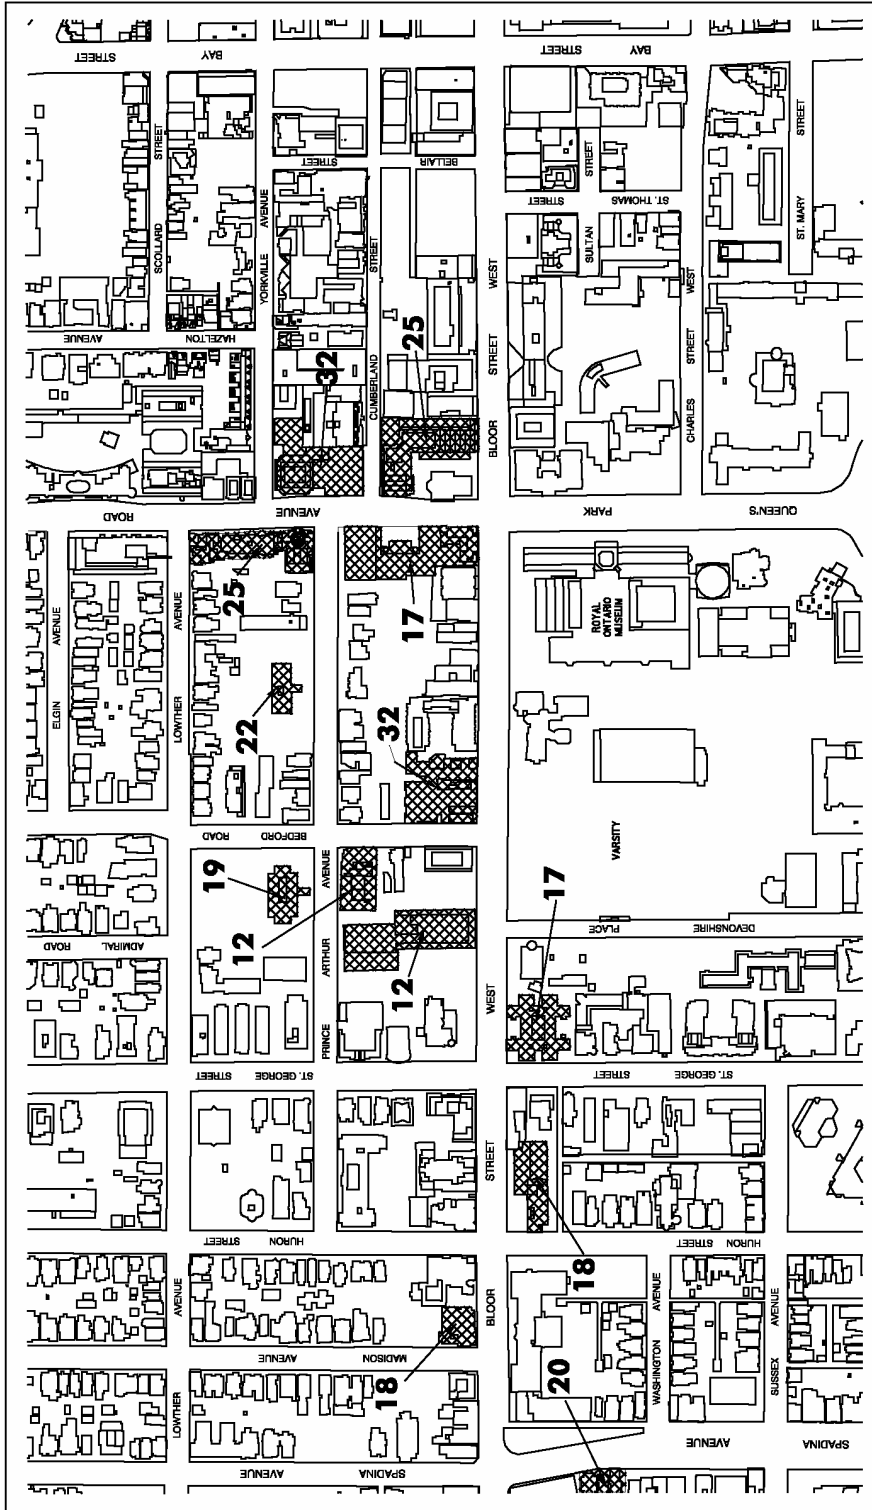 STREET
BAY
STREET
BAY
SCOLLARD
STREET
YORKVILLE
AVENUE
STREET
BELLAIR
STREET
ST. THOMAS
STREET
SULTAN
STREET
ST. MARY
AVENUE
HAZELTON
CUMBERLAND
STREET
BLOOR
STREET
WEST
CHARLES
STREET
WEST
32
25
ROAD
AVENUE
PARK
QUEEN'S
ELGIN
AVENUE
LOWTHER
AVENUE
25
17
22
32
ROYAL
ONTARIO
MUSEUM
ROAD
BEDFORD
VARSITY
ROAD
ADMIRAL
19
12
PRINCE
ARTHUR
AVENUE
12
WEST
17
PLACE
DEVONSHIRE
STREET
ST. GEORGE
STREET
ST. GEORGE
STREET
STREET
HURON
STREET
HURON
18
LOWTHER
AVENUE
AVENUE
MADISON
BLOOR
WASHINGTON
AVENUE
SUSSEX
AVENUE
18
20
AVENUE
SPADINA
AVENUE
SPADINA